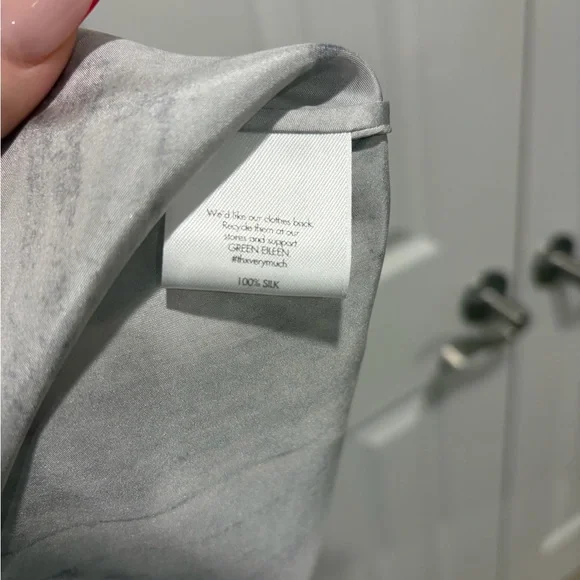 We'd like our clothes back.
Recycle them at our
stores and support
GREEN EILEEN.
#thxverymuch
100% SILK